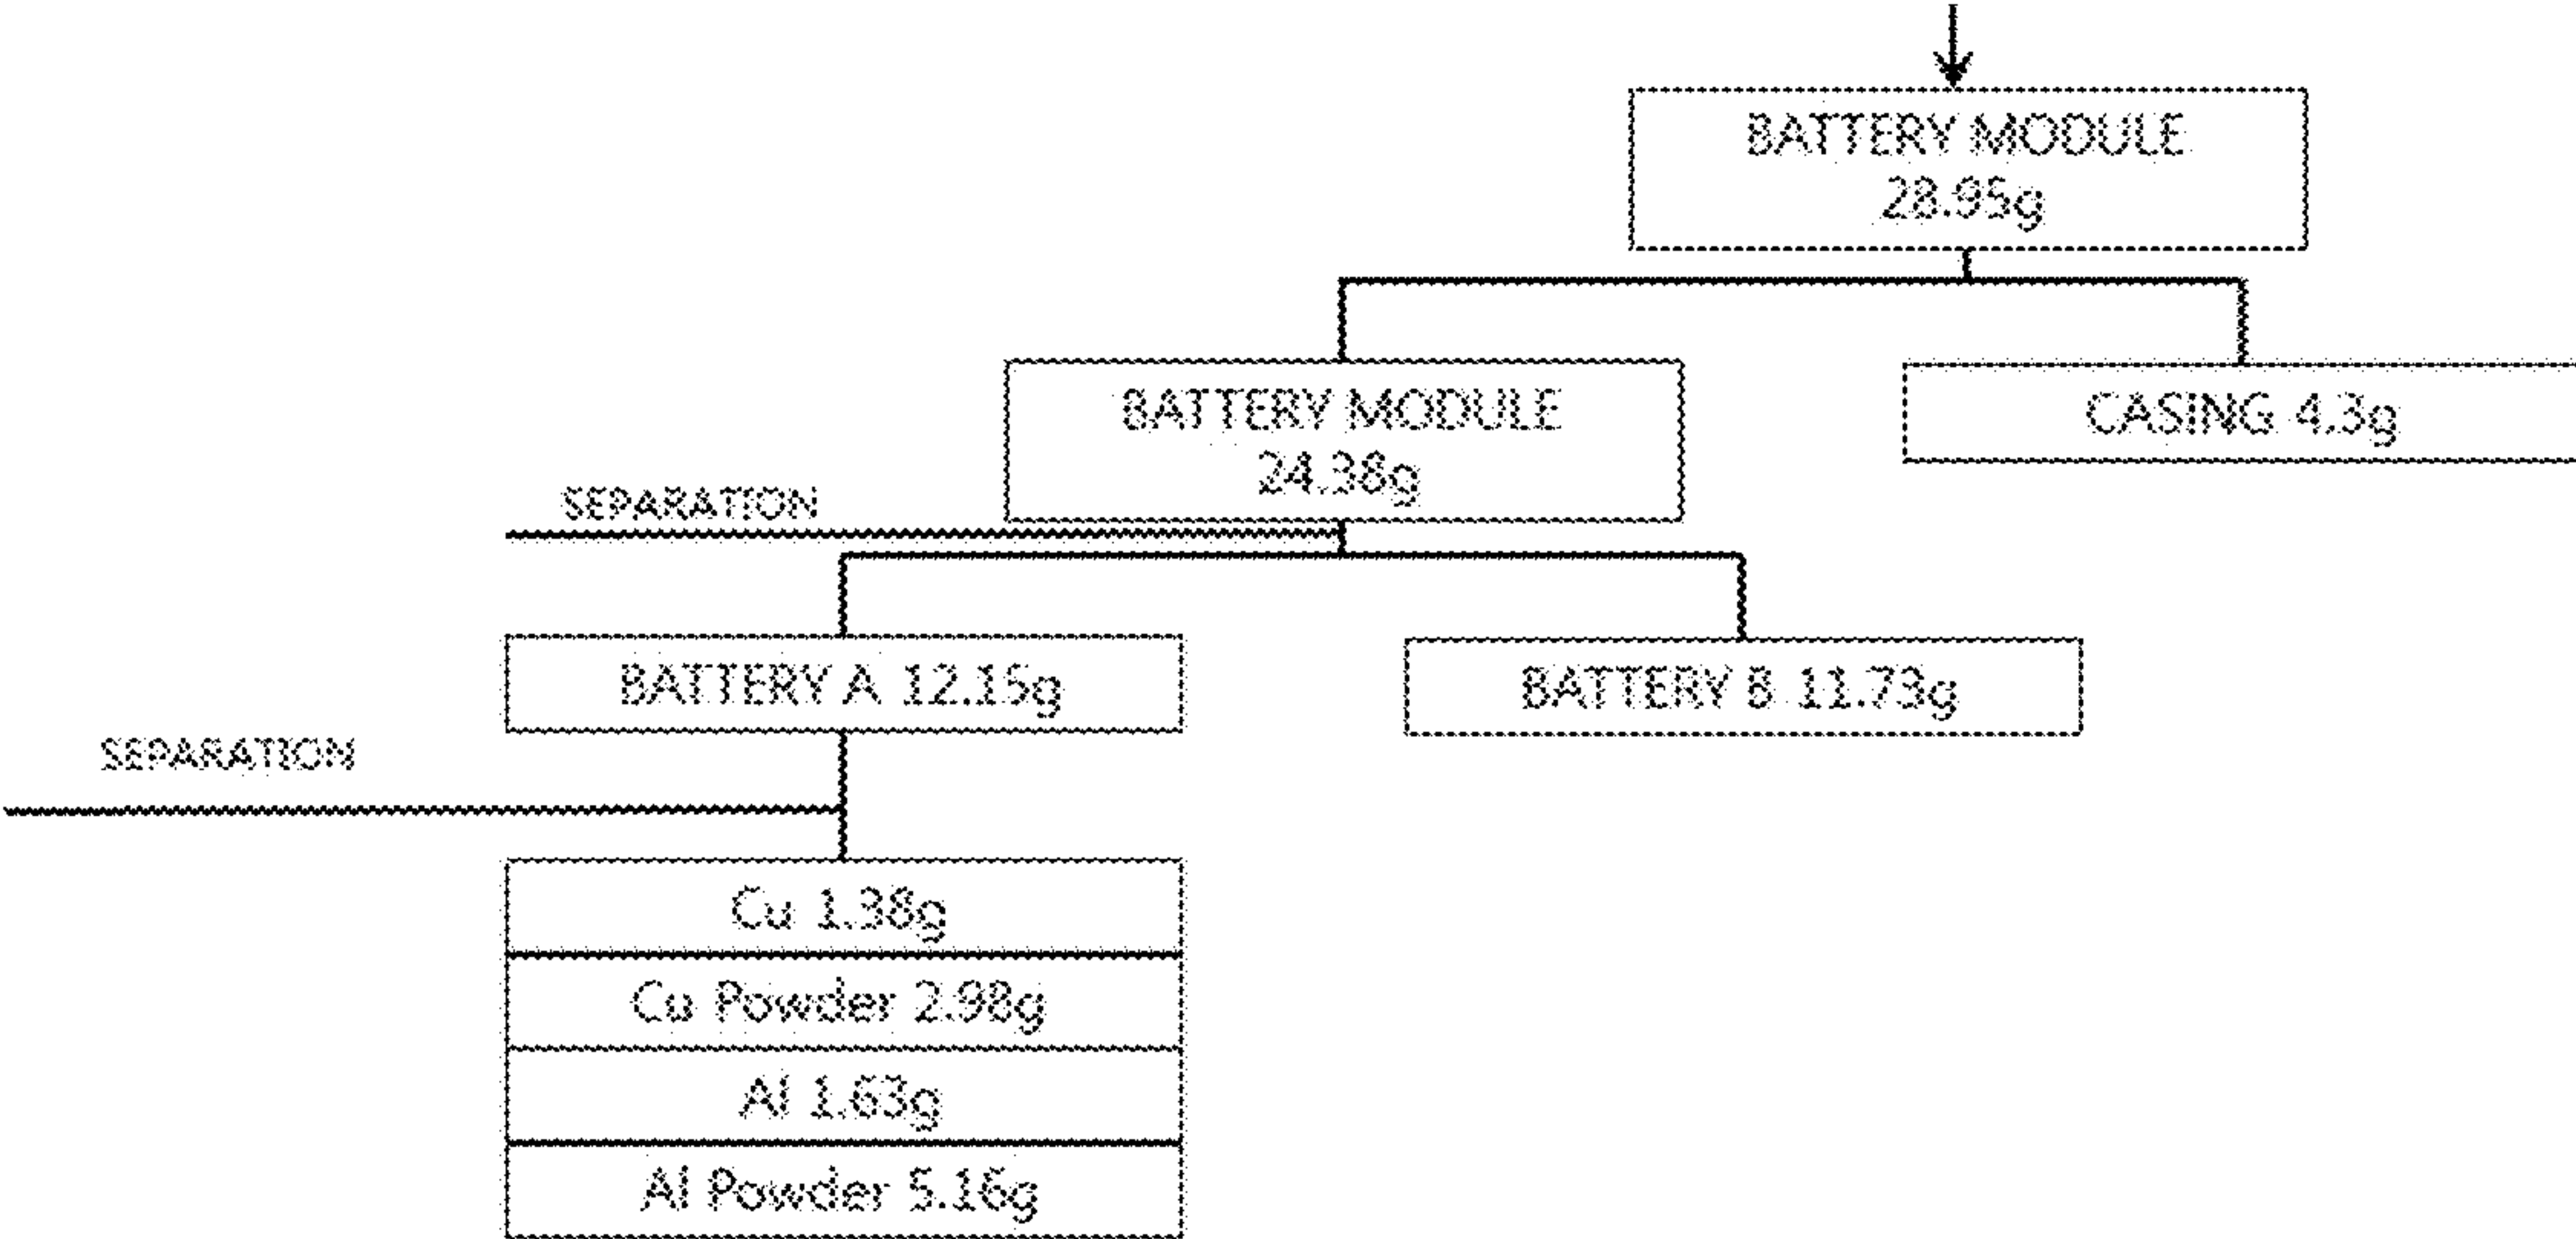 BATTERY MODULE
28.95g
BATTERY MODULE
24.38g
CASING 4.3g
SEPARATION
BATTERY A 12.15g
BATTERY B 11.73g
SEPARATION
Cu 1.38g
Cu Powder 2.98g
Al 1.63g
Al Powder 5.16g